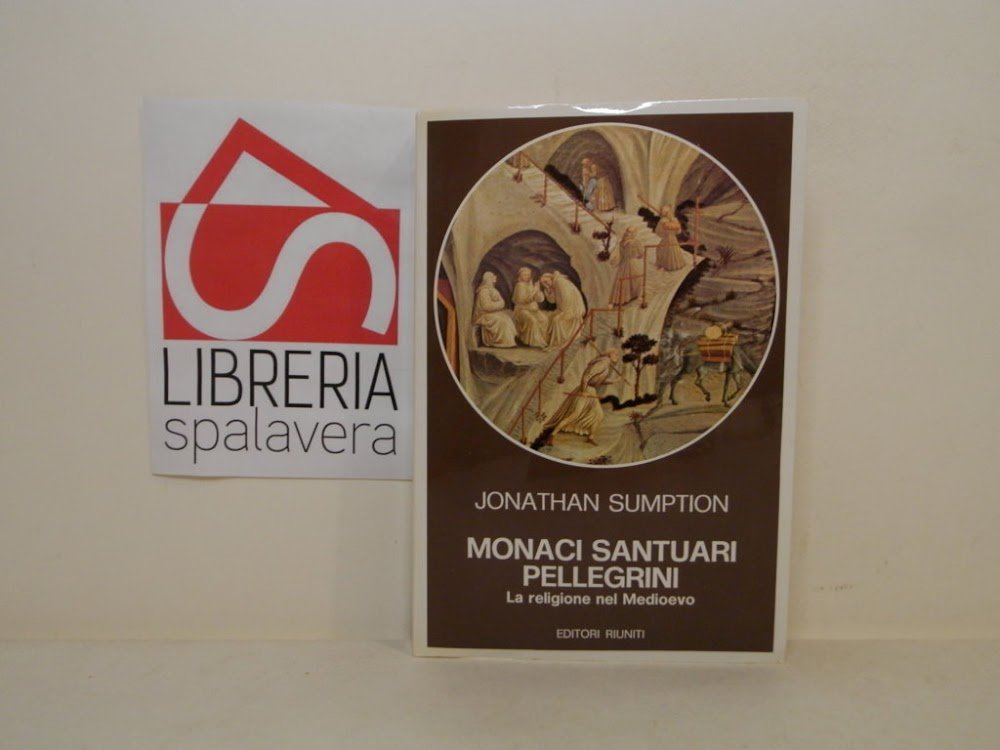 LIBRERIA
spalavera
JONATHAN SUMPTION
MONACI SANTUARI
PELLEGRINI
La religione nel Medioevo
EDITORI RIUNITI